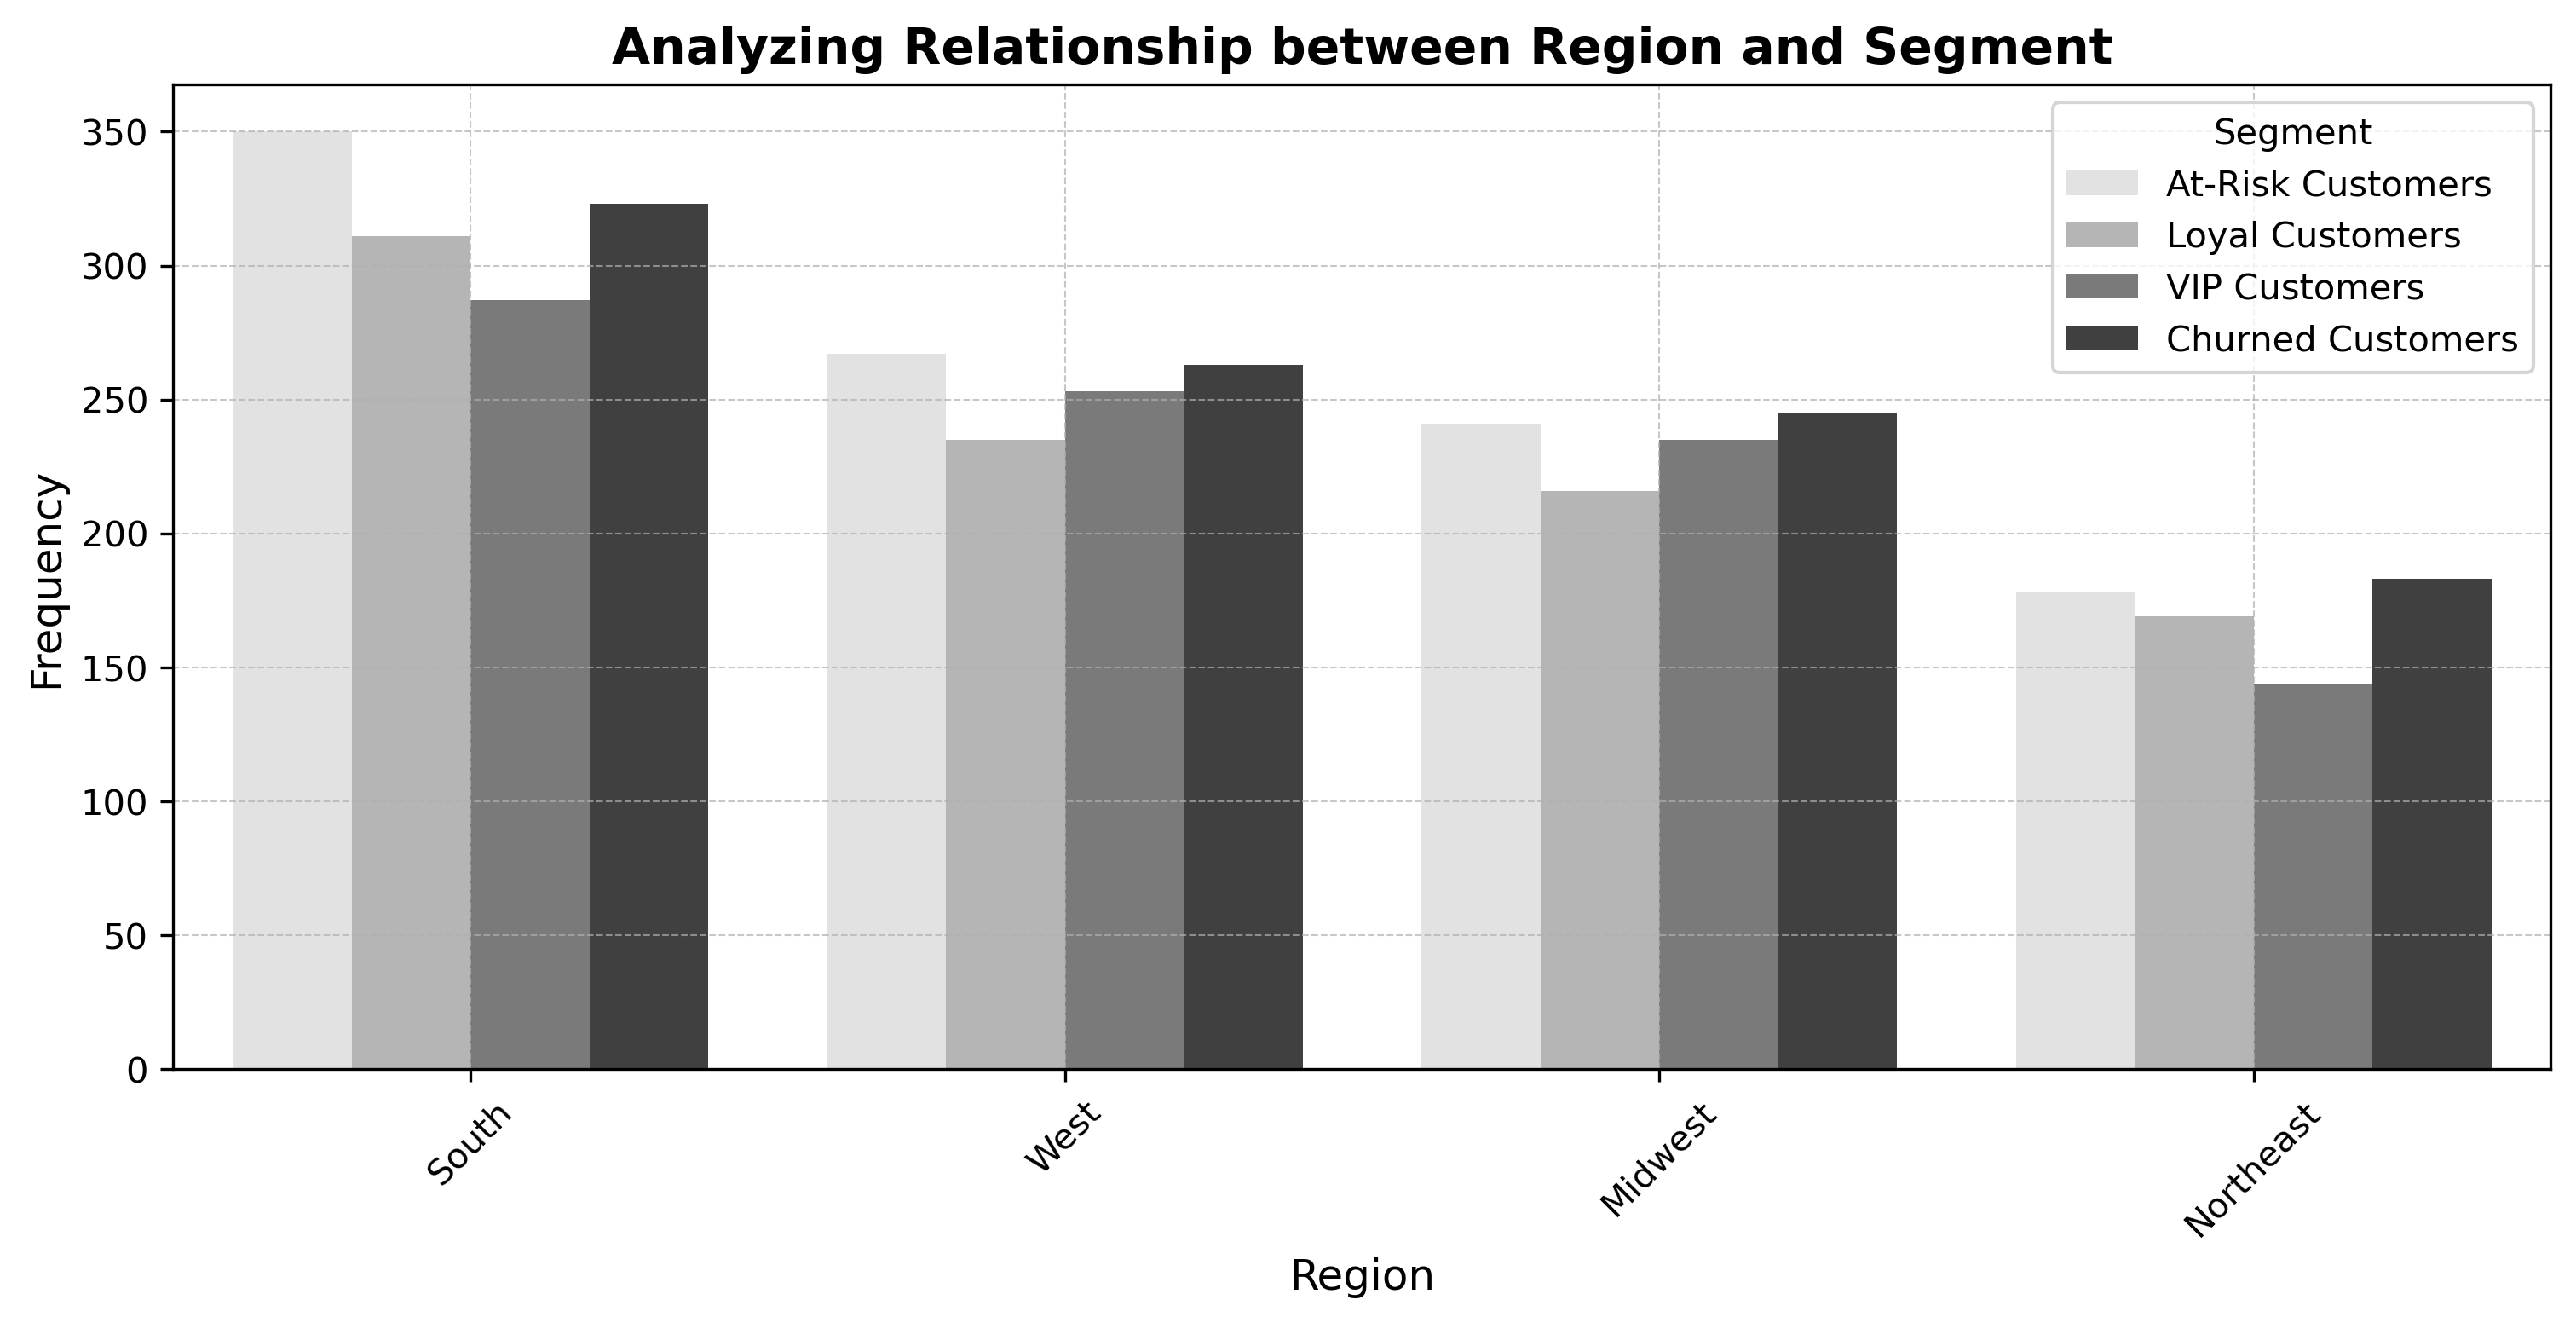 Analyzing Relationship between Region and Segment
Segment
At-Risk Customers
Loyal Customers
VIP Customers
Churned Customers
Frequency
350
300
250
200
150
100
50
0
South
West
Midwest
Northeast
Region